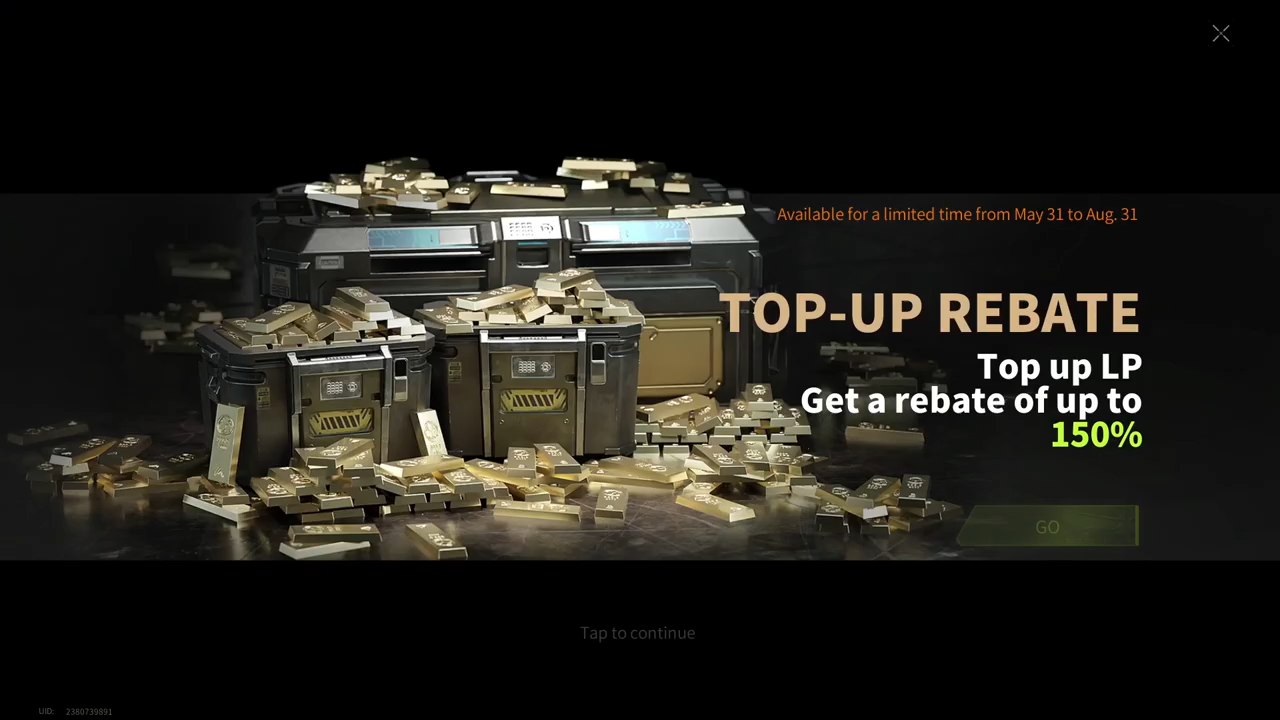 Available for a limited time from May 31 to Aug. 31
TOP-UP REBATE
Top up LP
Get a rebate of up to
150%
GO
Tap to continue
UID: 2380739891